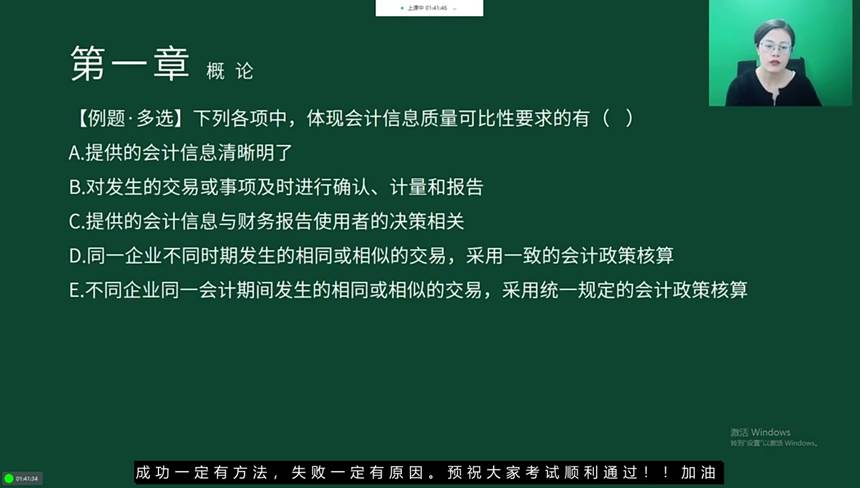 上课中 01:41:46
第一章 概 论
【例题·多选】下列各项中，体现会计信息质量可比性要求的有（ ）
A.提供的会计信息清晰明了
B.对发生的交易或事项及时进行确认、计量和报告
C.提供的会计信息与财务报告使用者的决策相关
D.同一企业不同时期发生的相同或相似的交易，采用一致的会计政策核算
E.不同企业同一会计期间发生的相同或相似的交易，采用统一规定的会计政策核算
激活 Windows
转到"设置"以激活 Windows。
01:41:34
成功一定有方法，失败一定有原因。预祝大家考试顺利通过！！加油